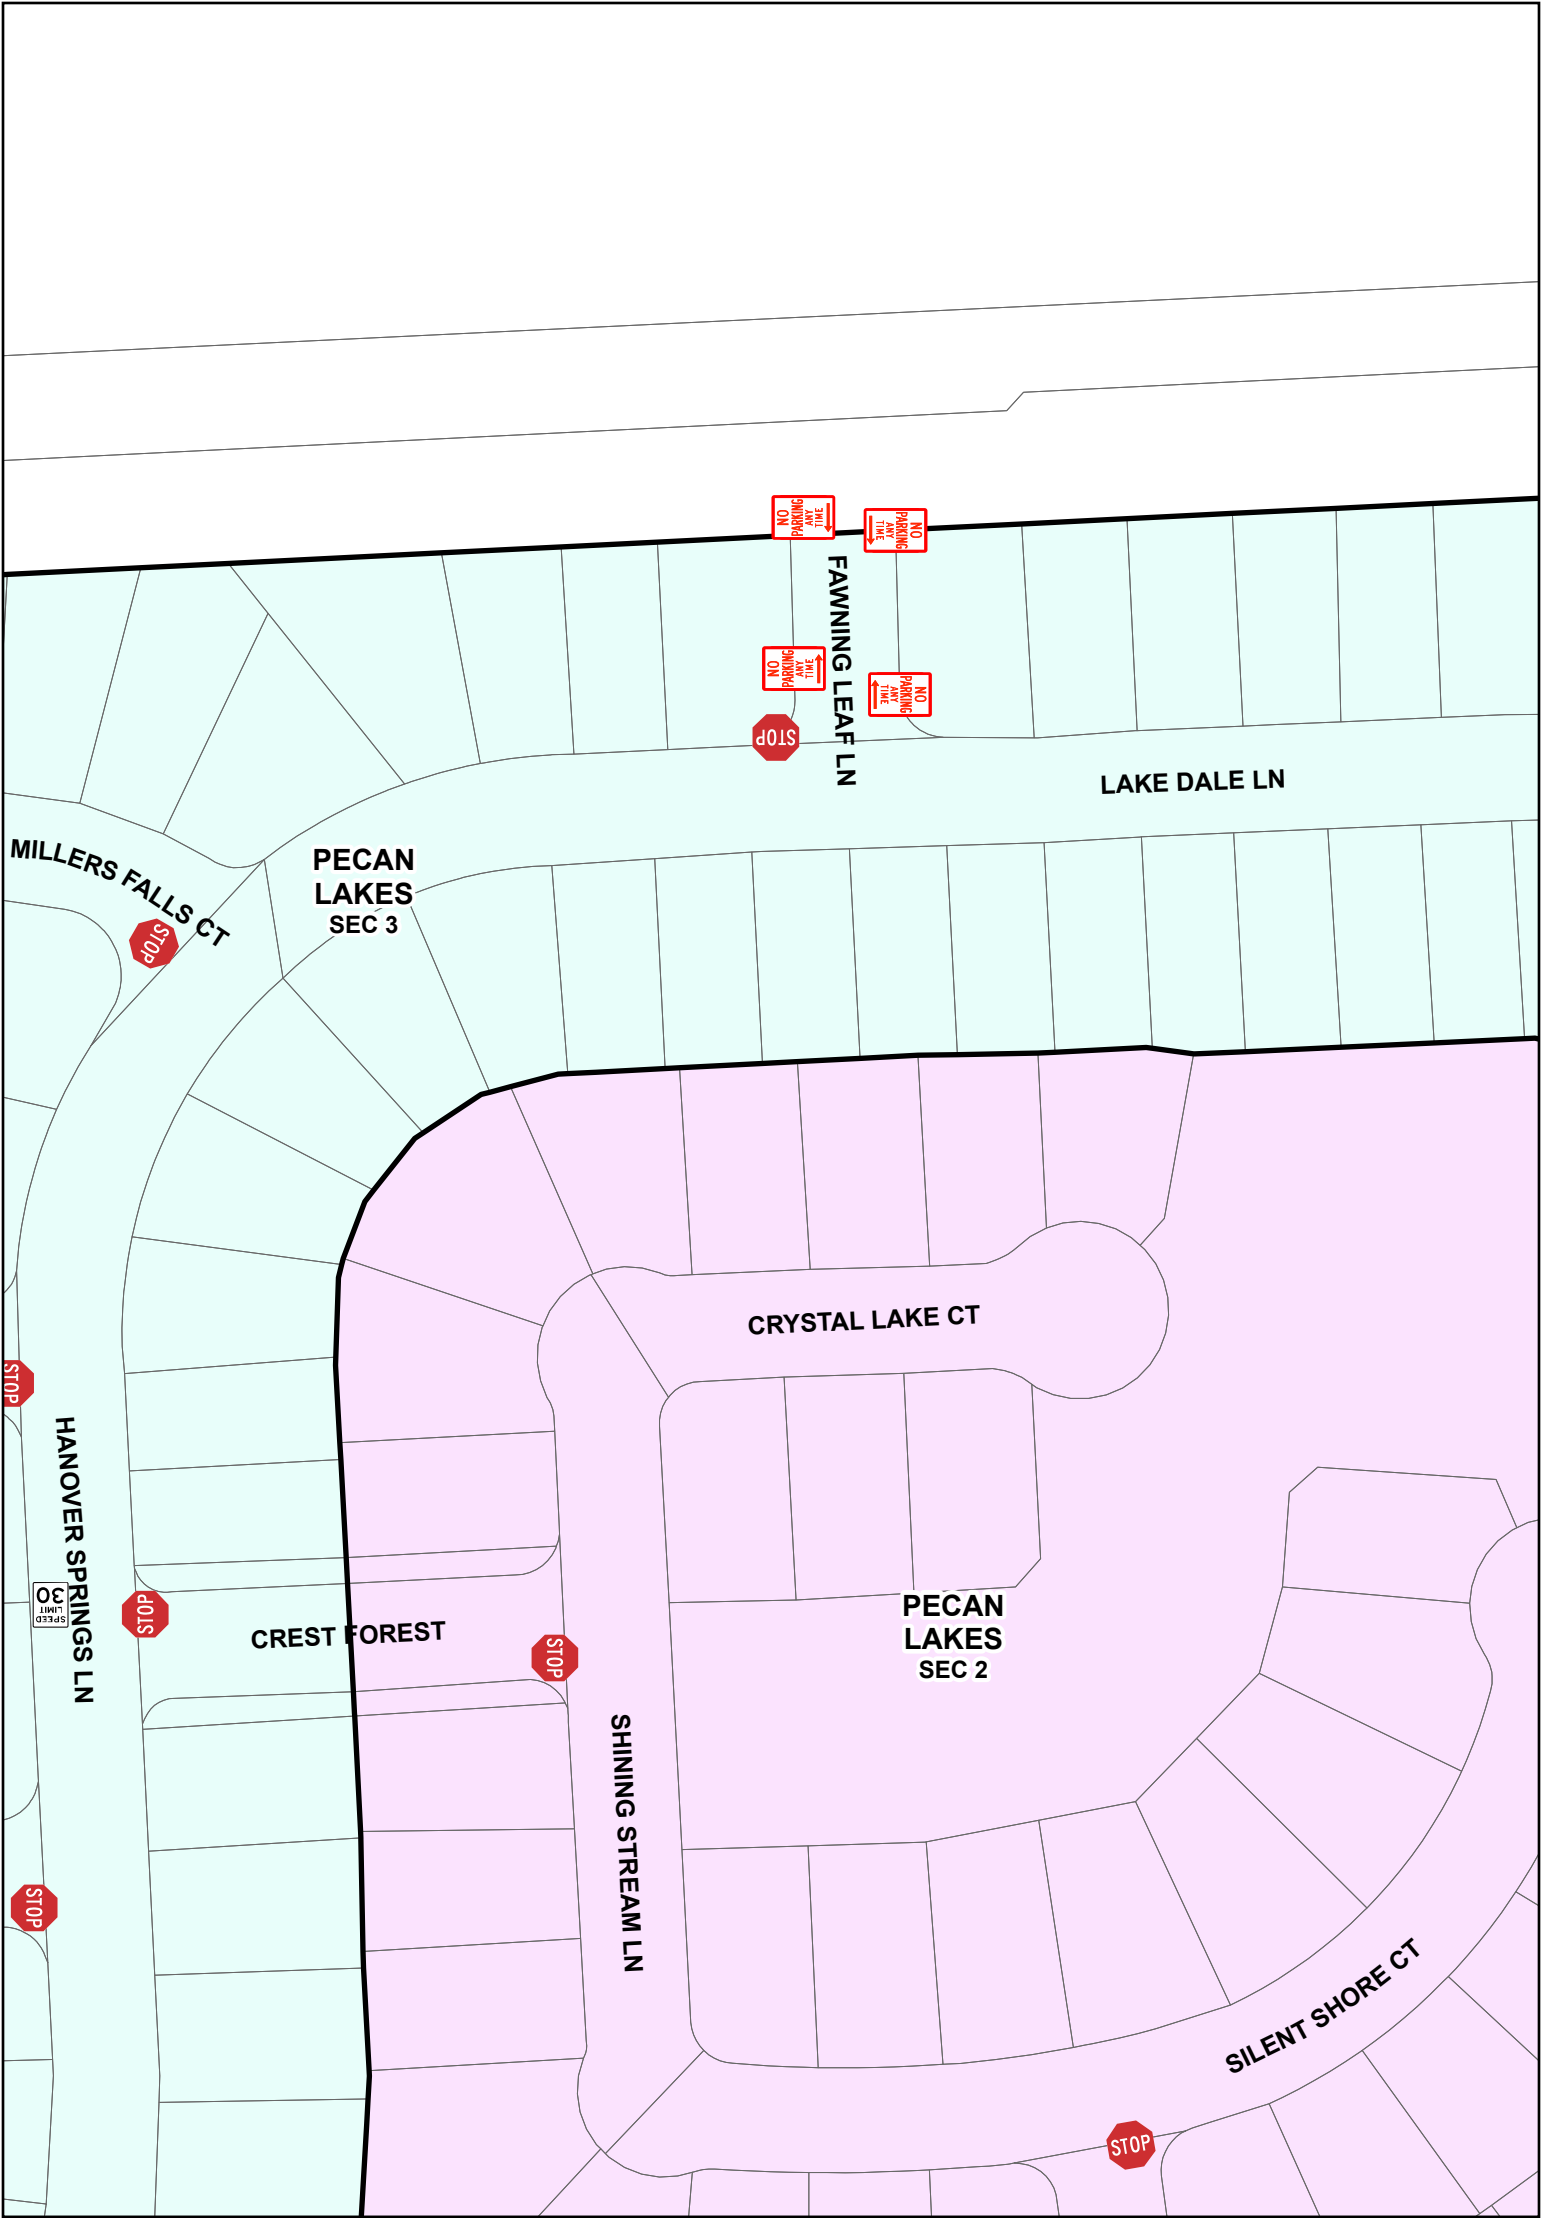 NO
PARKING
ANY
TIME
NO
PARKING
ANY
TIME
FAWNING LEAF LN
NO
PARKING
ANY
TIME
NO
PARKING
ANY
TIME
STOP
LAKE DALE LN
MILLERS FALLS CT
PECAN
LAKES
SEC 3
STOP
CRYSTAL LAKE CT
STOP
HANOVER SPRINGS LN
SPEED
LIMIT
30
STOP
CREST FOREST
STOP
PECAN
LAKES
SEC 2
SHINING STREAM LN
STOP
SILENT SHORE CT
STOP